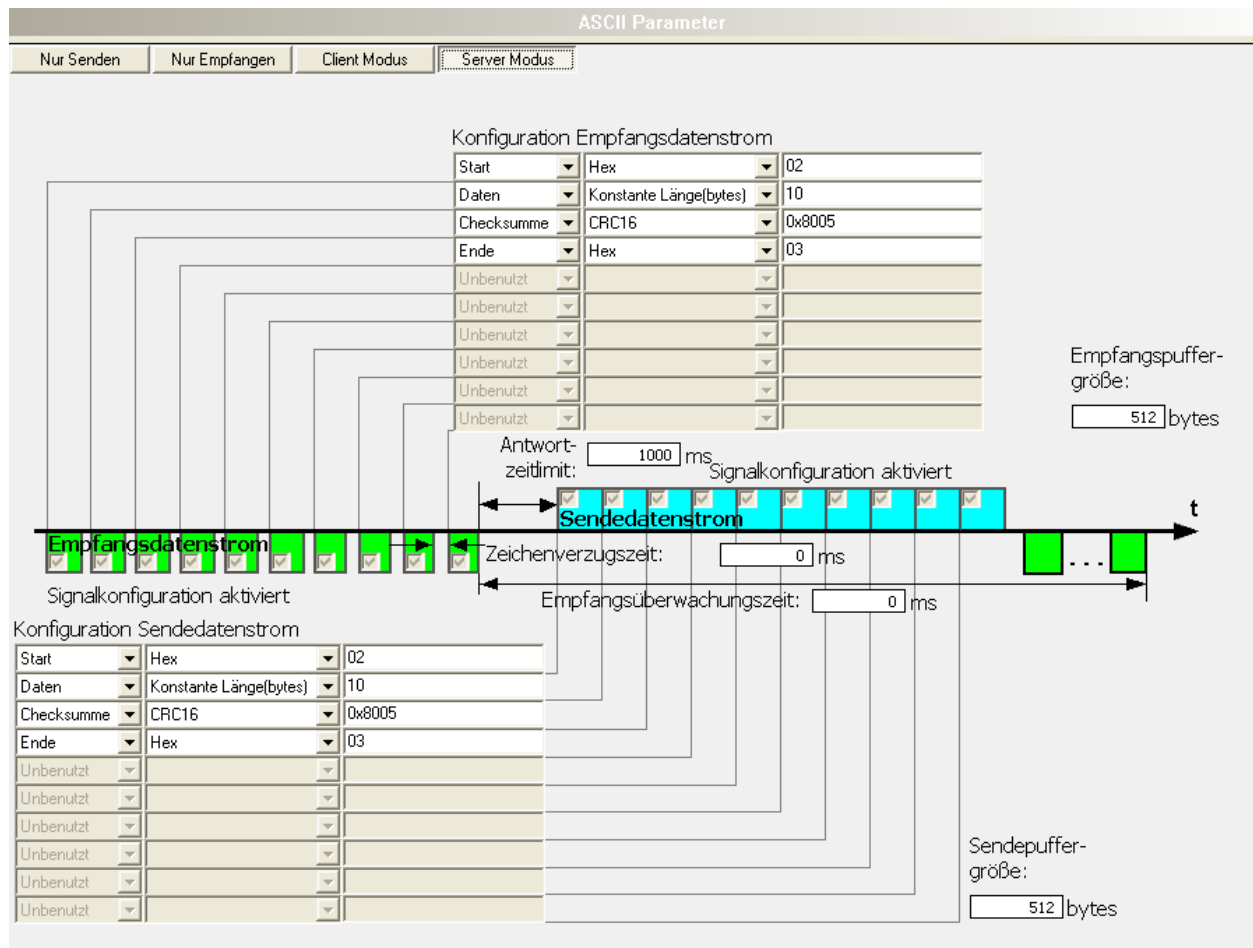 ASCII Parameter
Nur Senden Nur Empfangen Client Modus Server Modus
Konfiguration Empfangsdatenstrom
Start Hex 02
Daten Konstante Länge(bytes) 10
Checksumme CRC16 0x8005
Ende Hex 03
Unbenutzt
Unbenutzt
Unbenutzt
Unbenutzt
Unbenutzt
Unbenutzt
Empfangspuffer-
größe:
512 bytes
Antwort-
zeitlimit: 1000 ms
Signalkonfiguration aktiviert
Sendedatenstrom
t
Empfangsdatenstrom
Zeichenverzugszeit: 0 ms
...
Signalkonfiguration aktiviert
Empfangsüberwachungszeit: 0 ms
Konfiguration Sendedatenstrom
Start Hex 02
Daten Konstante Länge(bytes) 10
Checksumme CRC16 0x8005
Ende Hex 03
Unbenutzt
Unbenutzt
Unbenutzt
Unbenutzt
Unbenutzt
Unbenutzt
Sendepuffer-
größe:
512 bytes